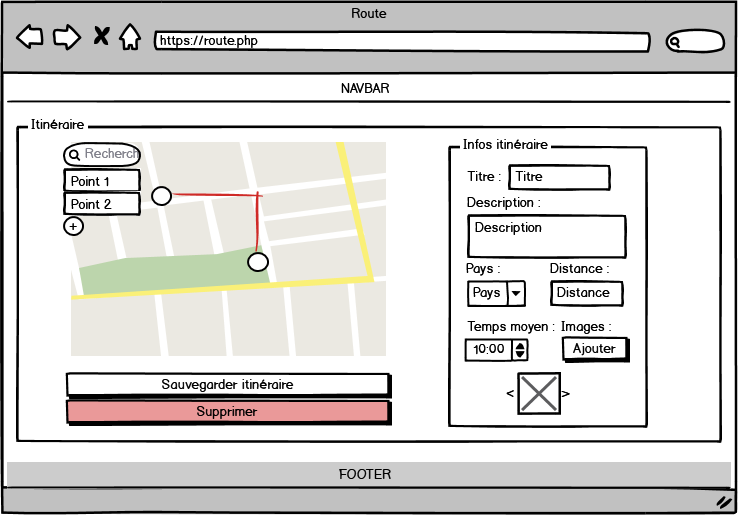 Route
https://route.php
NAVBAR
Itinéraire
Recherch
Point 1
Point 2
+
Sauvegarder itinéraire
Supprimer
Infos itinéraire
Titre : Titre
Description :
Description
Pays : Distance :
Pays Distance
Temps moyen : Images :
10:00 Ajouter
< >
FOOTER